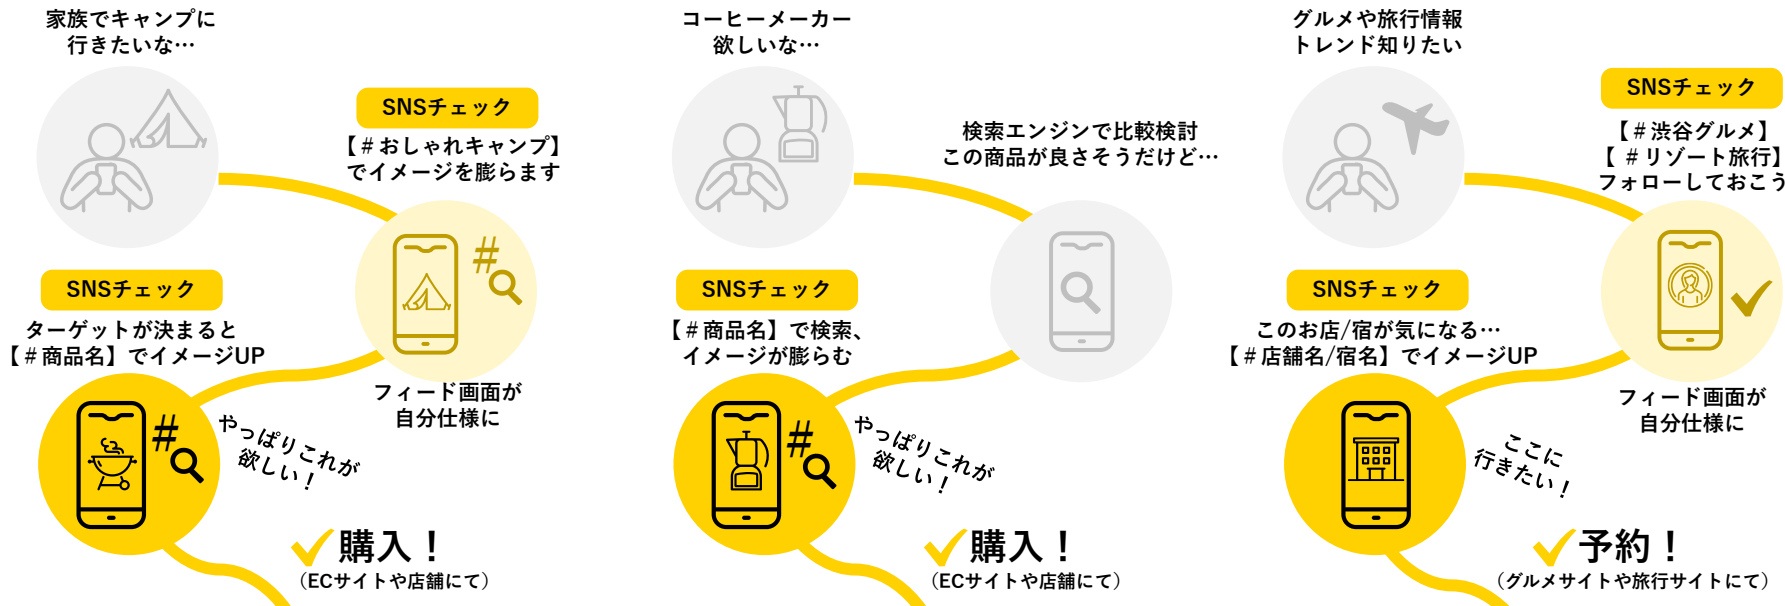 家族でキャンプに
行きたいな…
SNSチェック
【＃おしゃれキャンプ】
でイメージを膨らます
フィード画面が
自分仕様に
SNSチェック
ターゲットが決まると
【＃商品名】でイメージUP
#
#
やっぱりこれが
欲しい！
購入！
（ECサイトや店舗にて）
コーヒーメーカー
欲しいな…
検索エンジンで比較検討
この商品が良さそうだけど…
SNSチェック
【＃商品名】で検索、
イメージが膨らむ
#
やっぱりこれが
欲しい！
購入！
（ECサイトや店舗にて）
グルメや旅行情報
トレンド知りたい
SNSチェック
【＃渋谷グルメ】
【 ＃リゾート旅行】
フォローしておこう
フィード画面が
自分仕様に
SNSチェック
このお店/宿が気になる…
【＃店舗名/宿名】でイメージUP
ここに
行きたい！
予約！
（グルメサイトや旅行サイトにて）